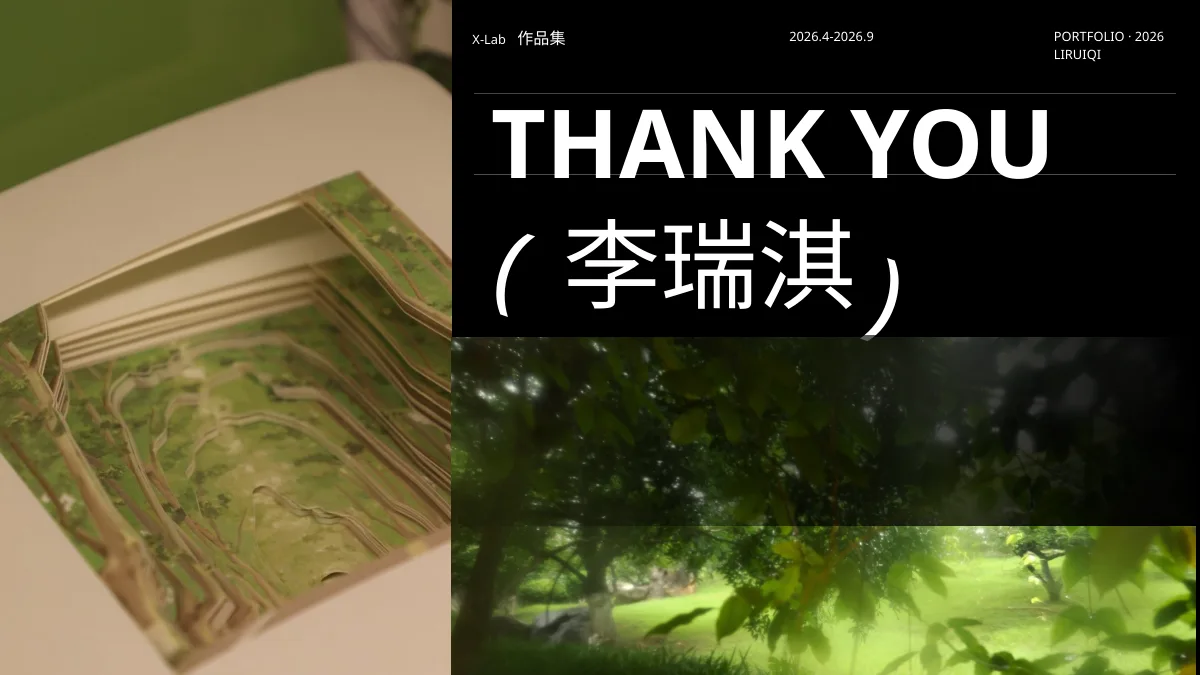 X-Lab 作品集
2026.4-2026.9
PORTFOLIO · 2026
LIRUIQI
THANK YOU
( 李瑞淇 )